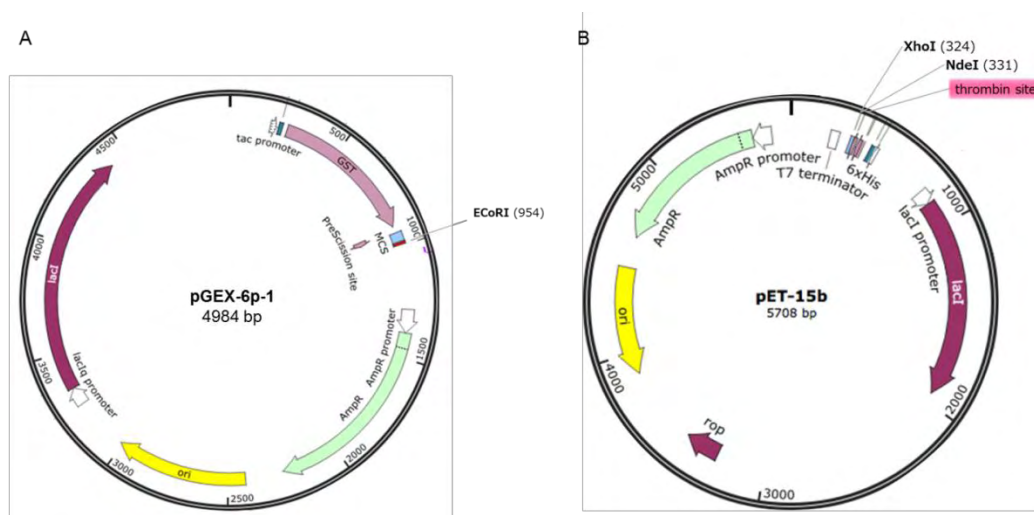 A
tac promoter
500
GST
1000
ECoRI (954)
MCS
preScission site
AmpR promoter
1500
AmpR
2000
2500
ori
3000
lacIq promoter
3500
lacI
4000
4500
pGEX-6p-1
4984 bp
B
XhoI (324)
NdeI (331)
thrombin site
6xHis
T7 terminator
AmpR promoter
AmpR
5000
1000
lacI promoter
lacI
2000
pET-15b
5708 bp
ori
4000
rop
3000